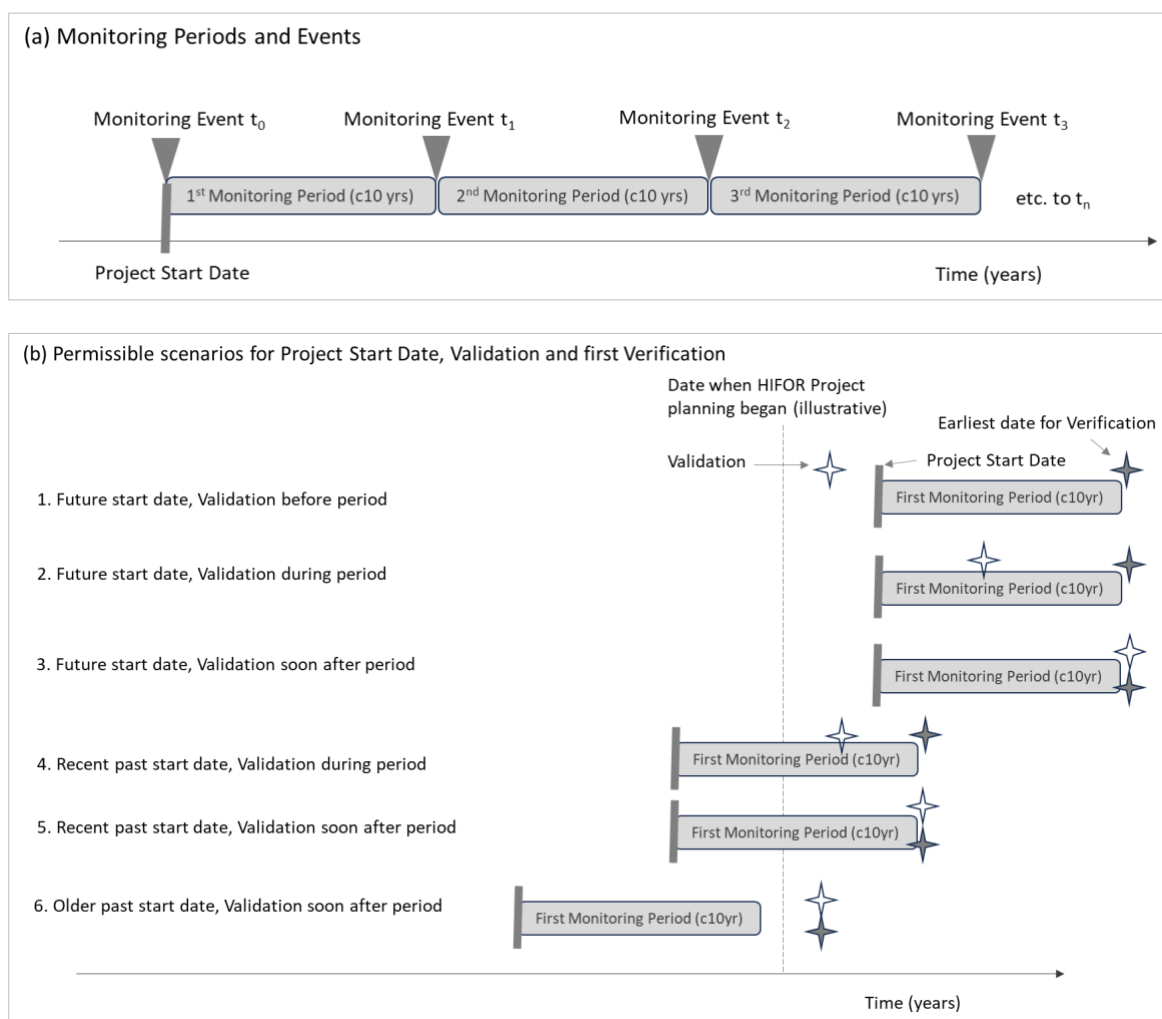 (a) Monitoring Periods and Events
Monitoring Event t0
Monitoring Event t1
Monitoring Event t2
Monitoring Event t3
1st Monitoring Period (c10 yrs)
2nd Monitoring Period (c10 yrs)
3rd Monitoring Period (c10 yrs)
etc. to tn
Project Start Date
Time (years)
(b) Permissible scenarios for Project Start Date, Validation and first Verification
Date when HIFOR Project
planning began (illustrative)
Earliest date for Verification
Validation
Project Start Date
1. Future start date, Validation before period
First Monitoring Period (c10yr)
2. Future start date, Validation during period
First Monitoring Period (c10yr)
3. Future start date, Validation soon after period
First Monitoring Period (c10yr)
4. Recent past start date, Validation during period
First Monitoring Period (c10yr)
5. Recent past start date, Validation soon after period
First Monitoring Period (c10yr)
6. Older past start date, Validation soon after period
First Monitoring Period (c10yr)
Time (years)